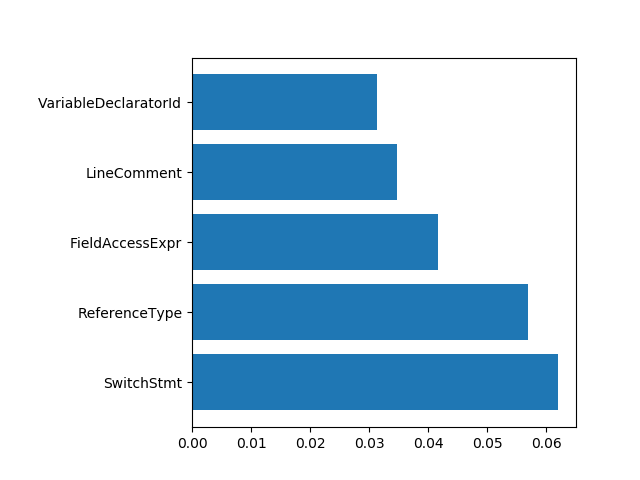 VariableDeclaratorId
LineComment
FieldAccessExpr
ReferenceType
SwitchStmt
0.00 0.01 0.02 0.03 0.04 0.05 0.06